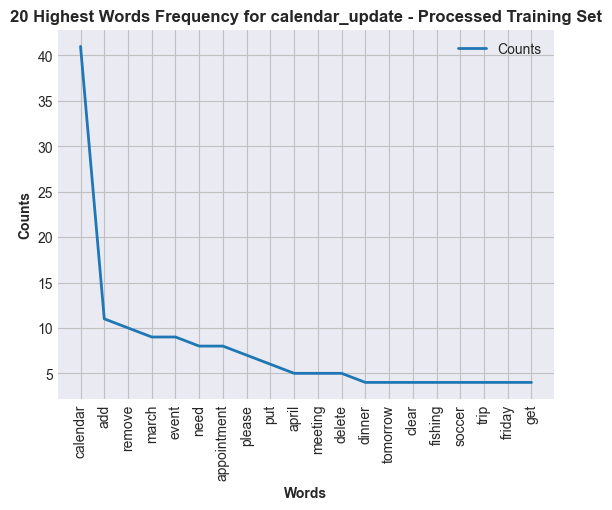 20 Highest Words Frequency for calendar_update - Processed Training Set
Counts
40
35
30
25
20
15
10
5
Counts
calendar
add
remove
march
event
need
appointment
please
put
april
meeting
delete
dinner
tomorrow
clear
fishing
soccer
trip
friday
get
Words